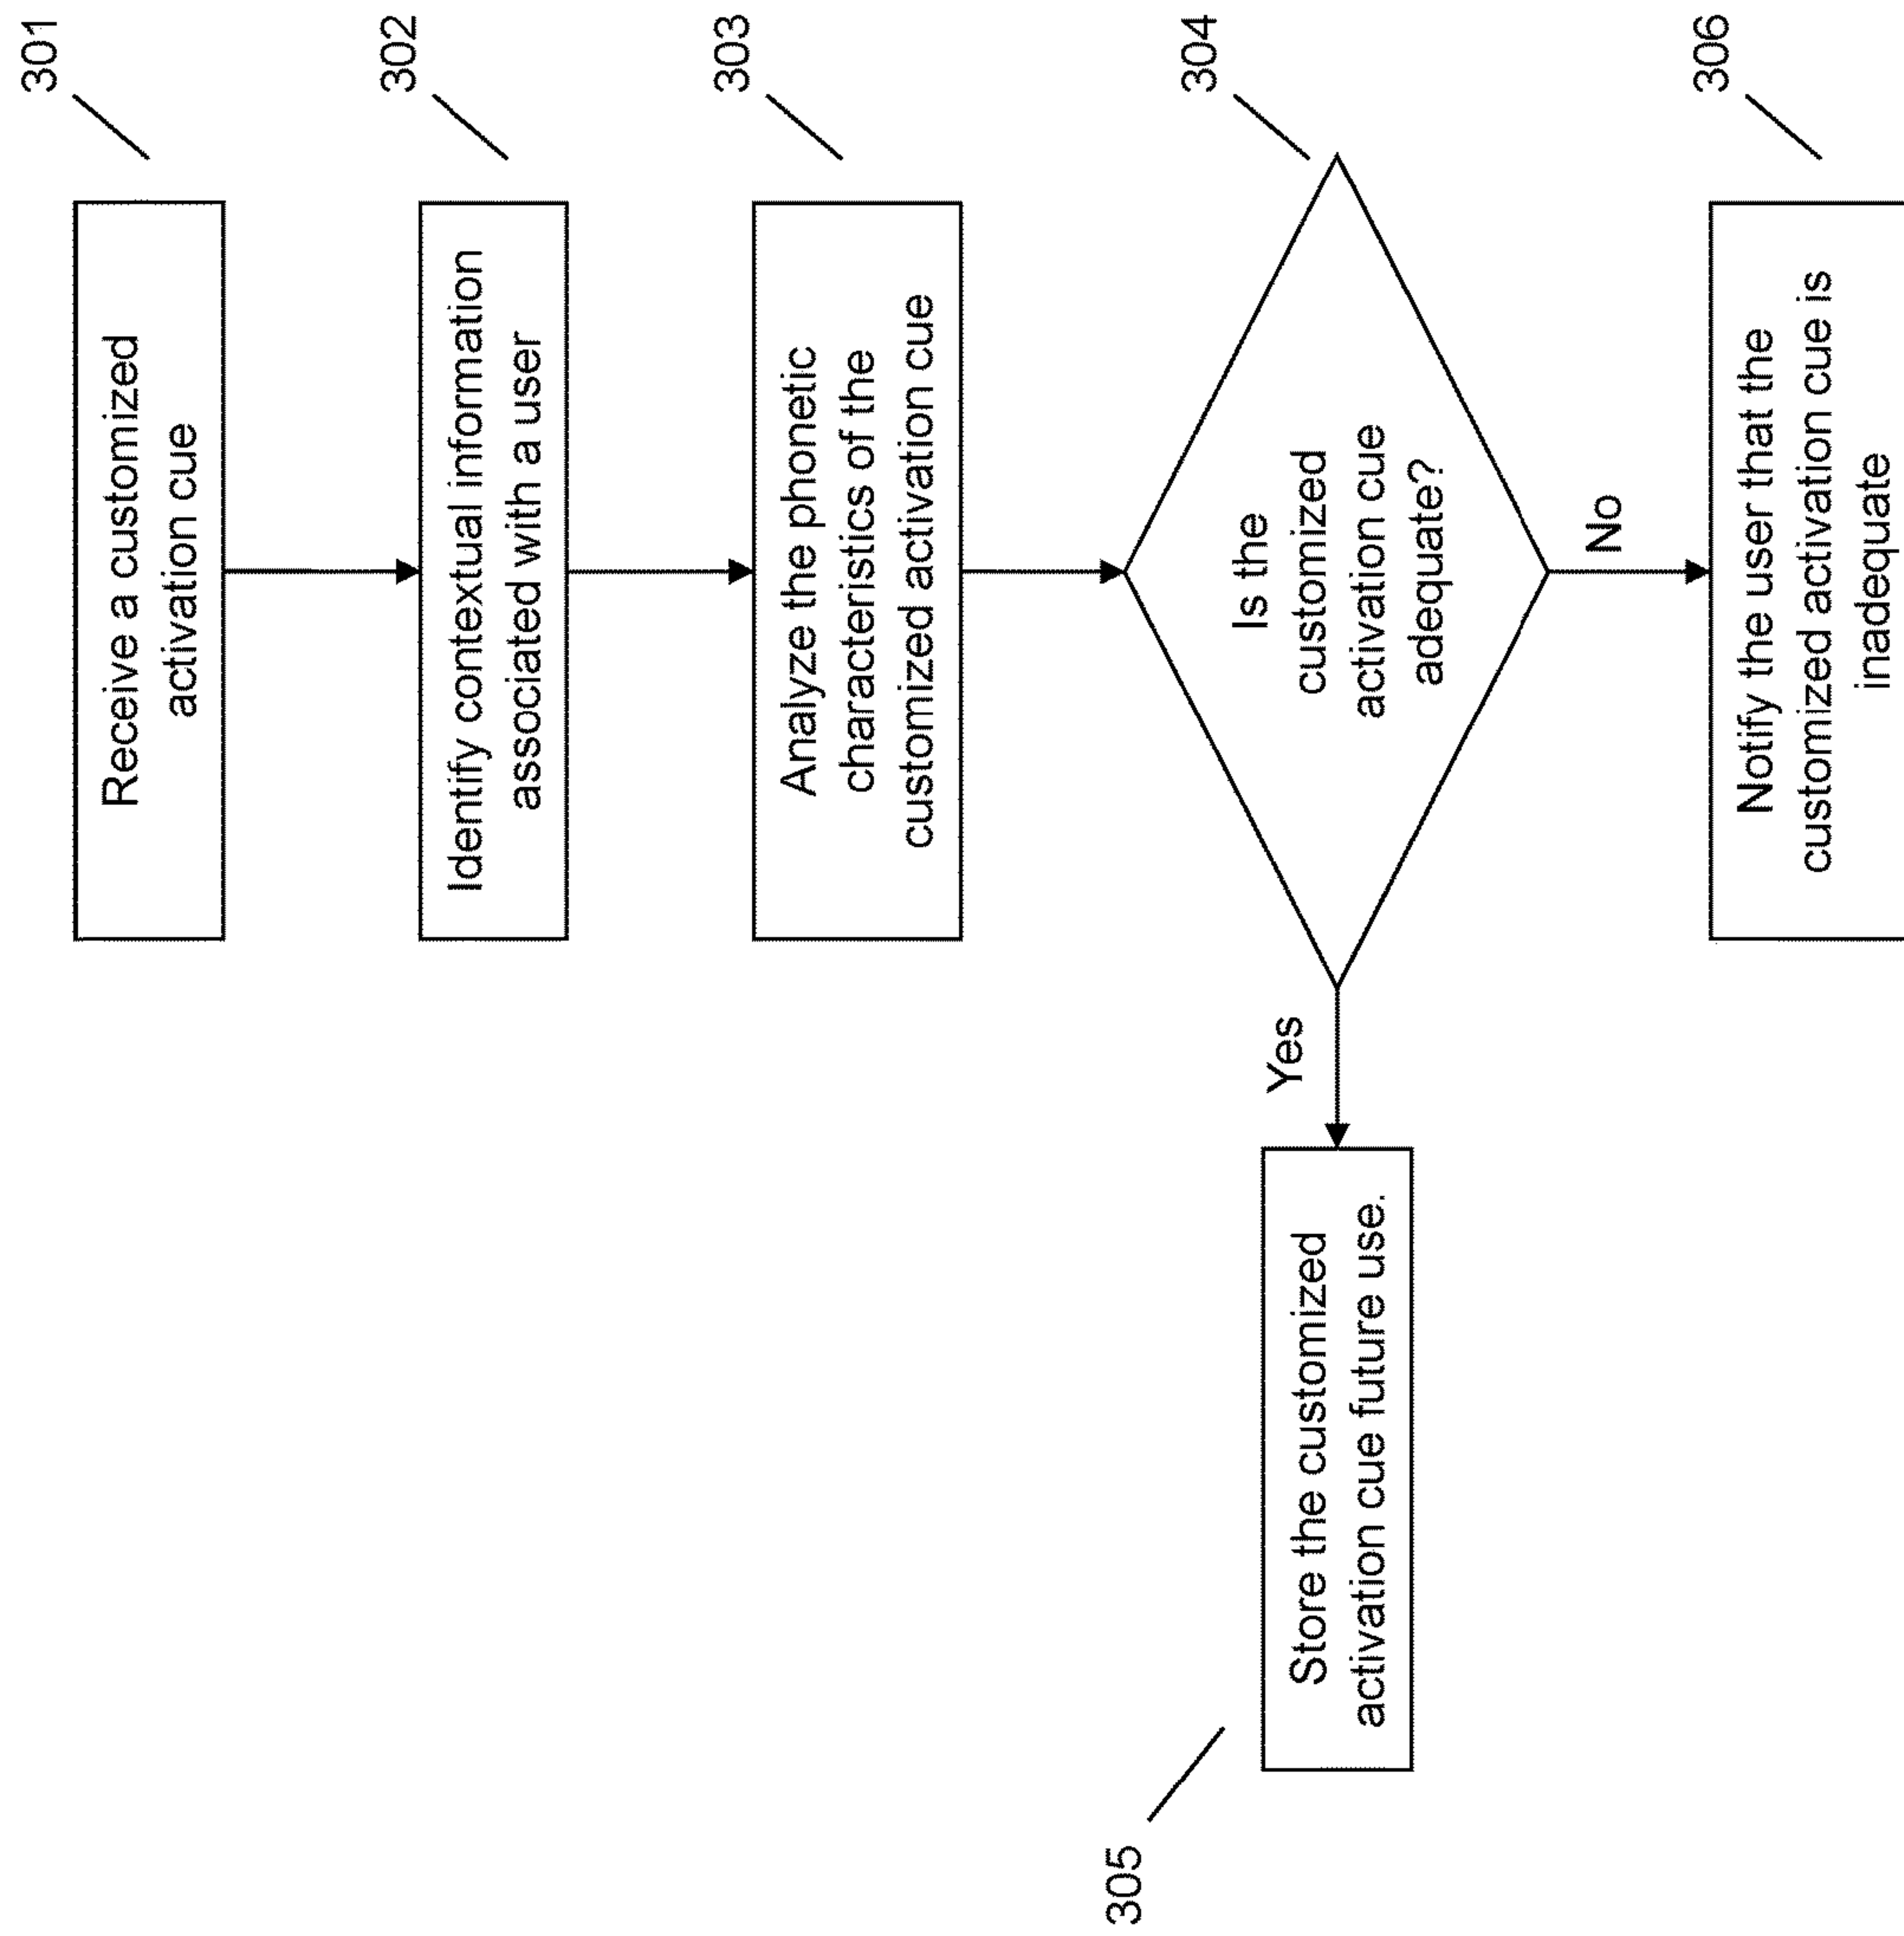 301
Receive a customized
activation cue
302
Identify contextual information
associated with a user
303
Analyze the phonetic
characteristics of the
customized activation cue
304
Is the
customized
activation cue
adequate?
Yes
305
Store the customized
activation cue future use.
No
306
Notify the user that the
customized activation cue is
inadequate